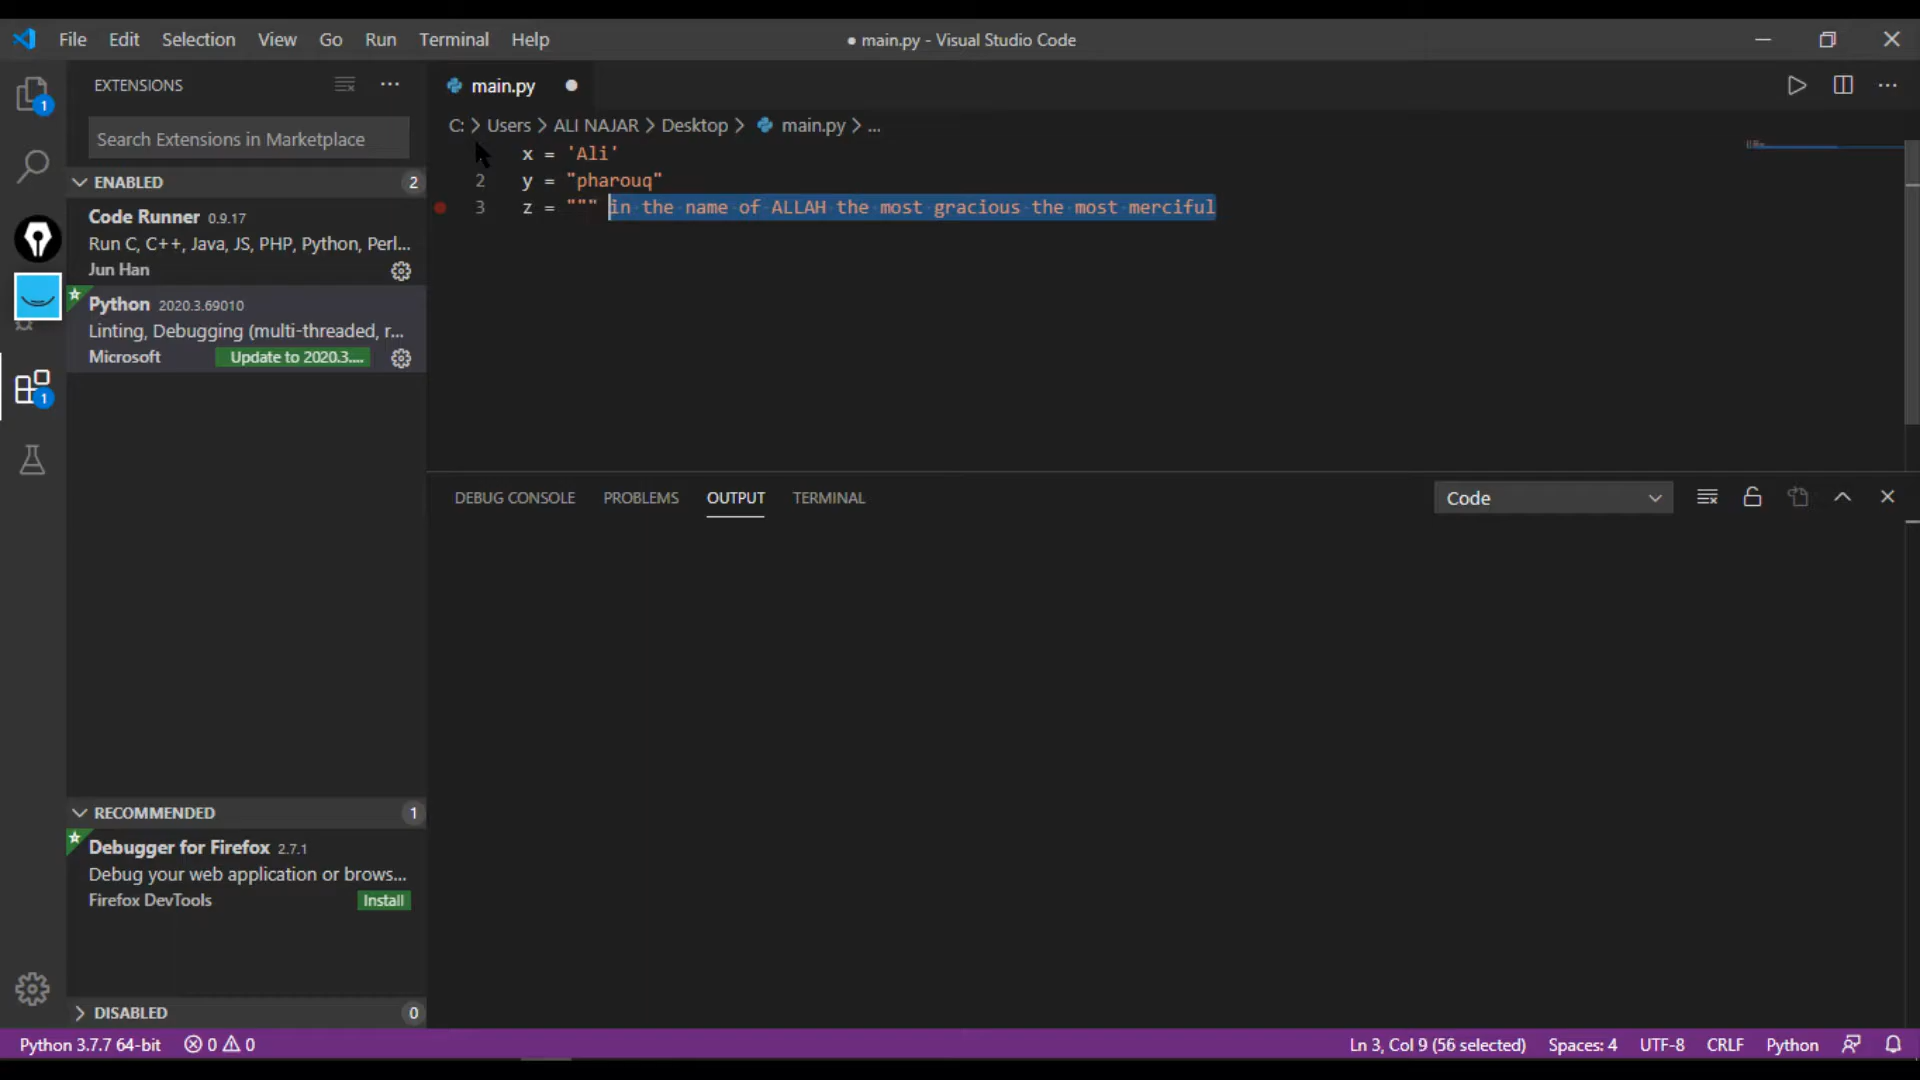 File Edit Selection View Go Run Terminal Help
● main.py - Visual Studio Code
EXTENSIONS
main.py
Search Extensions in Marketplace
C: > Users > ALI NAJAR > Desktop > main.py > ...
x = 'Ali'
2 y = "pharouq"
3 z = """ in the name of ALLAH the most gracious the most merciful
ENABLED 2
Code Runner 0.9.17
Run C, C++, Java, JS, PHP, Python, Perl...
Jun Han
Python 2020.3.69010
Linting, Debugging (multi-threaded, r...
Microsoft Update to 2020.3....
1
1
DEBUG CONSOLE PROBLEMS OUTPUT TERMINAL
Code
RECOMMENDED 1
Debugger for Firefox 2.7.1
Debug your web application or brows...
Firefox DevTools Install
DISABLED 0
Python 3.7.7 64-bit 0 0
Ln 3, Col 9 (56 selected) Spaces: 4 UTF-8 CRLF Python